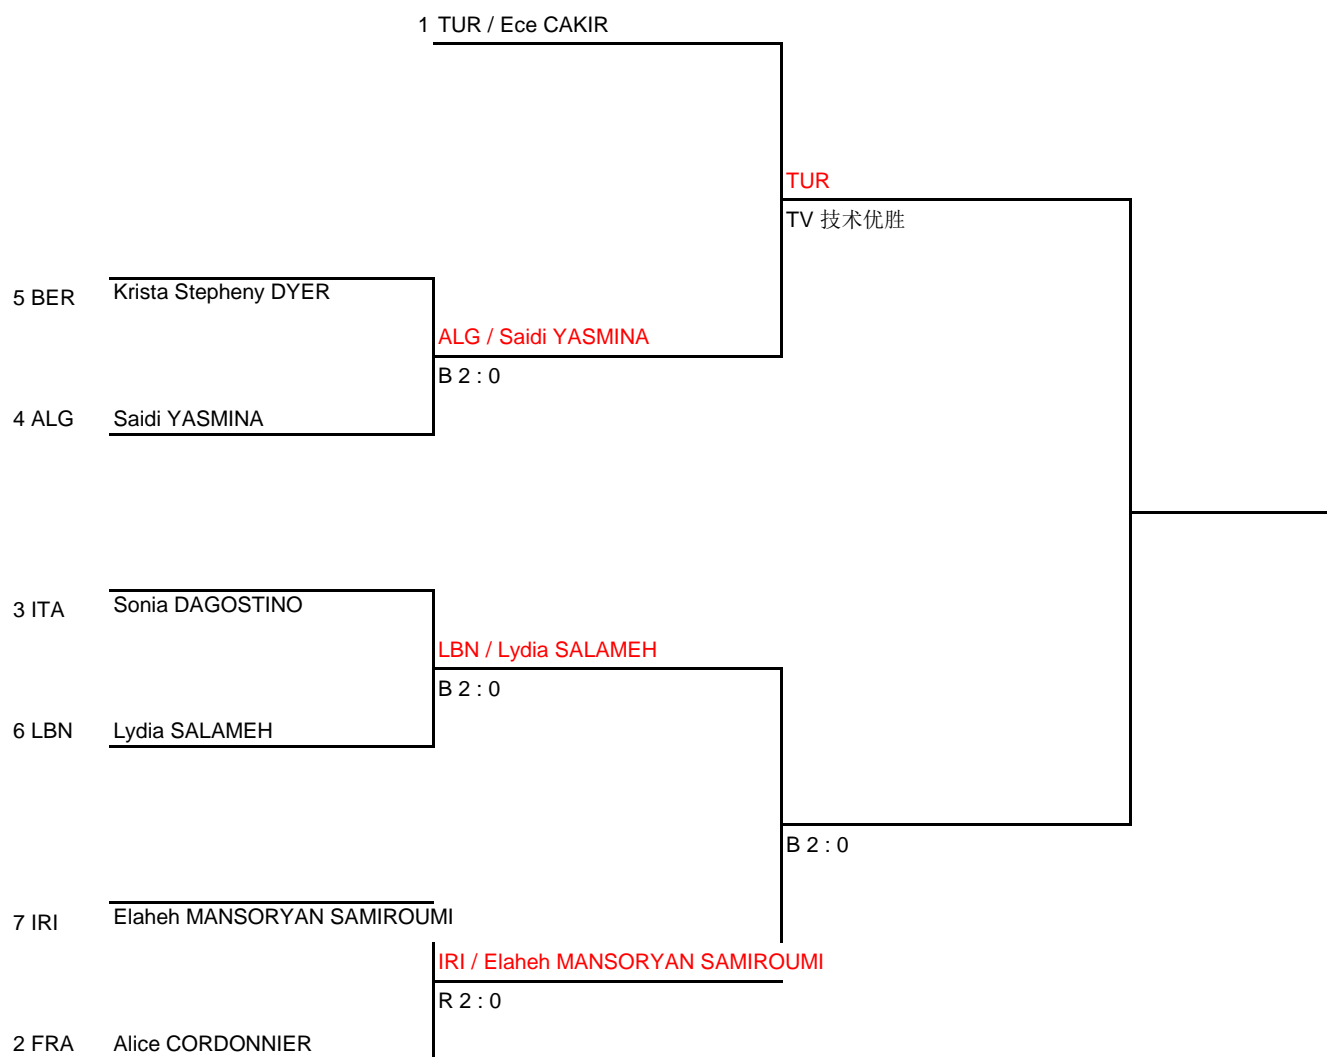 1 TUR / Ece CAKIR
TUR
TV 技术优胜
5 BER Krista Stepheny DYER
ALG / Saidi YASMINA
B 2 : 0
4 ALG Saidi YASMINA
3 ITA Sonia DAGOSTINO
LBN / Lydia SALAMEH
B 2 : 0
6 LBN Lydia SALAMEH
B 2 : 0
7 IRI Elaheh MANSORYAN SAMIROUMI
IRI / Elaheh MANSORYAN SAMIROUMI
R 2 : 0
2 FRA Alice CORDONNIER